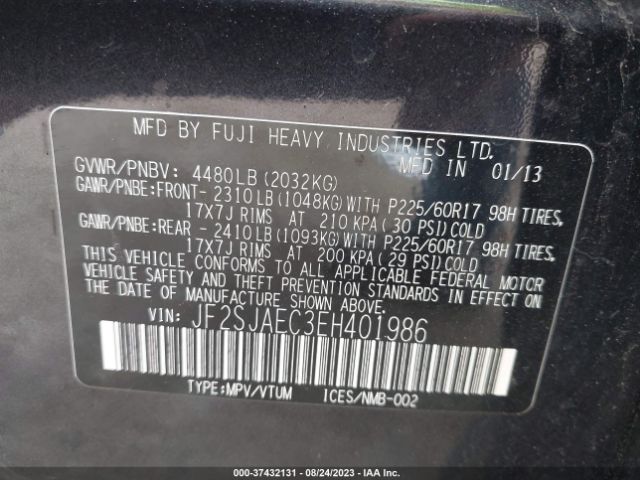 MFD BY FUJI HEAVY INDUSTRIES LTD.
MFD IN 01/13
GVWR/PNBV: 4480LB(2032KG)
GAWR/PNBE:FRONT- 2310LB(1048KG)WITH P225/60R17 98H TIRES,
17X7J RIMS AT 210 KPA( 30 PSI)COLD
GAWR/PNBE:REAR - 2410LB(1093KG)WITH P225/60R17 98H TIRES,
17X7J RIMS AT 200 KPA( 29 PSI)COLD
THIS VEHICLE CONFORMS TO ALL APPLICABLE FEDERAL MOTOR
VEHICLE SAFETY AND THEFT PREVENTION STANDARDS IN EFFECT ON
THE DATE OF MANUFACTURE SHOWN ABOVE.
VIN: JF2SJAEC3EH401986
TYPE:MPV/VTUM ICES/NMB-002
000-37432131 - 08/24/2023 - IAA Inc.